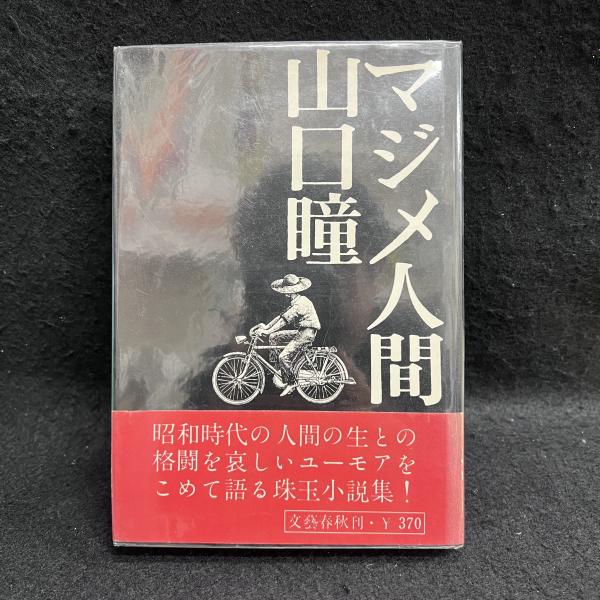 マジメ人間
山口瞳
昭和時代の人間の生との
格闘を哀しいユーモアを
こめて語る珠玉小説集！
文藝春秋刊・¥ 370